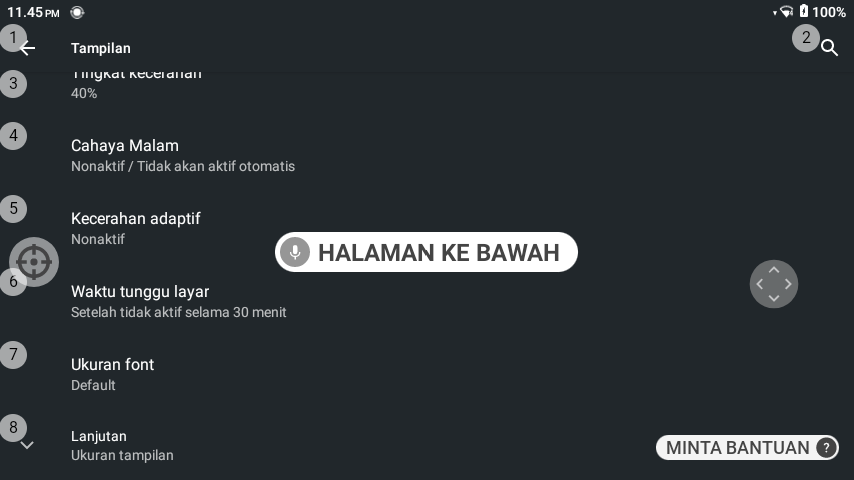 11.45 PM 100%
1 Tampilan 2
3 Tingkat kecerahan
40%
4 Cahaya Malam
Nonaktif / Tidak akan aktif otomatis
5 Kecerahan adaptif
Nonaktif
HALAMAN KE BAWAH
6 Waktu tunggu layar
Setelah tidak aktif selama 30 menit
7 Ukuran font
Default
8 Lanjutan
Ukuran tampilan
MINTA BANTUAN ?